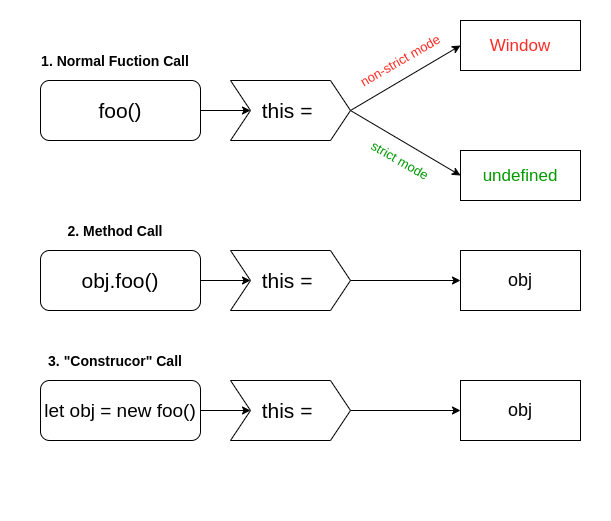 1. Normal Fuction Call
foo()
this =
non-strict mode
Window
strict mode
undefined
2. Method Call
obj.foo()
this =
obj
3. "Construcor" Call
let obj = new foo()
this =
obj